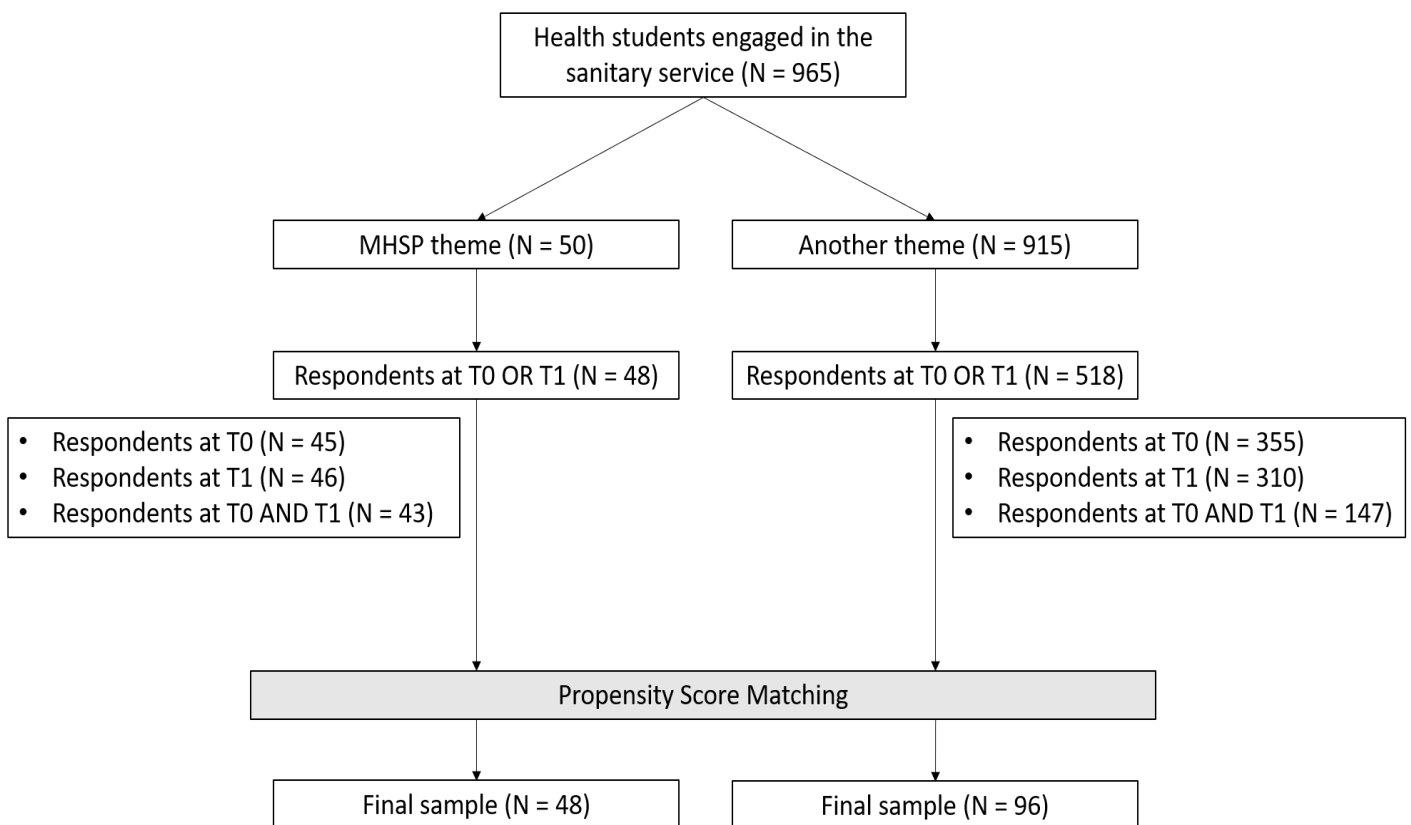 Health students engaged in the
sanitary service (N = 965)
MHSP theme (N = 50)
Another theme (N = 915)
Respondents at T0 OR T1 (N = 48)
Respondents at T0 OR T1 (N = 518)
• Respondents at T0 (N = 45)
• Respondents at T1 (N = 46)
• Respondents at T0 AND T1 (N = 43)
• Respondents at T0 (N = 355)
• Respondents at T1 (N = 310)
• Respondents at T0 AND T1 (N = 147)
Propensity Score Matching
Final sample (N = 48)
Final sample (N = 96)